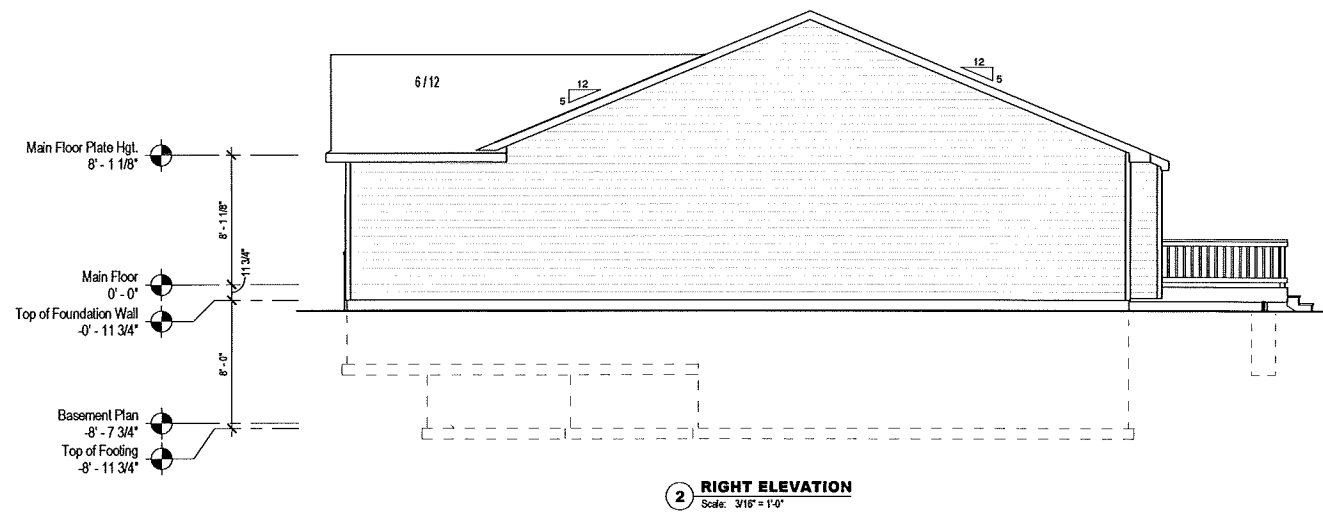 6 / 12
12
5
12
5
Main Floor Plate Hgt.
8' - 1 1/8"
8' - 1 1/8"
11 3/4"
Main Floor
0' - 0"
Top of Foundation Wall
-0' - 11 3/4"
8' - 0"
Basement Plan
-8' - 7 3/4"
Top of Footing
-8' - 11 3/4"
2 RIGHT ELEVATION
Scale: 3/16" = 1'-0"